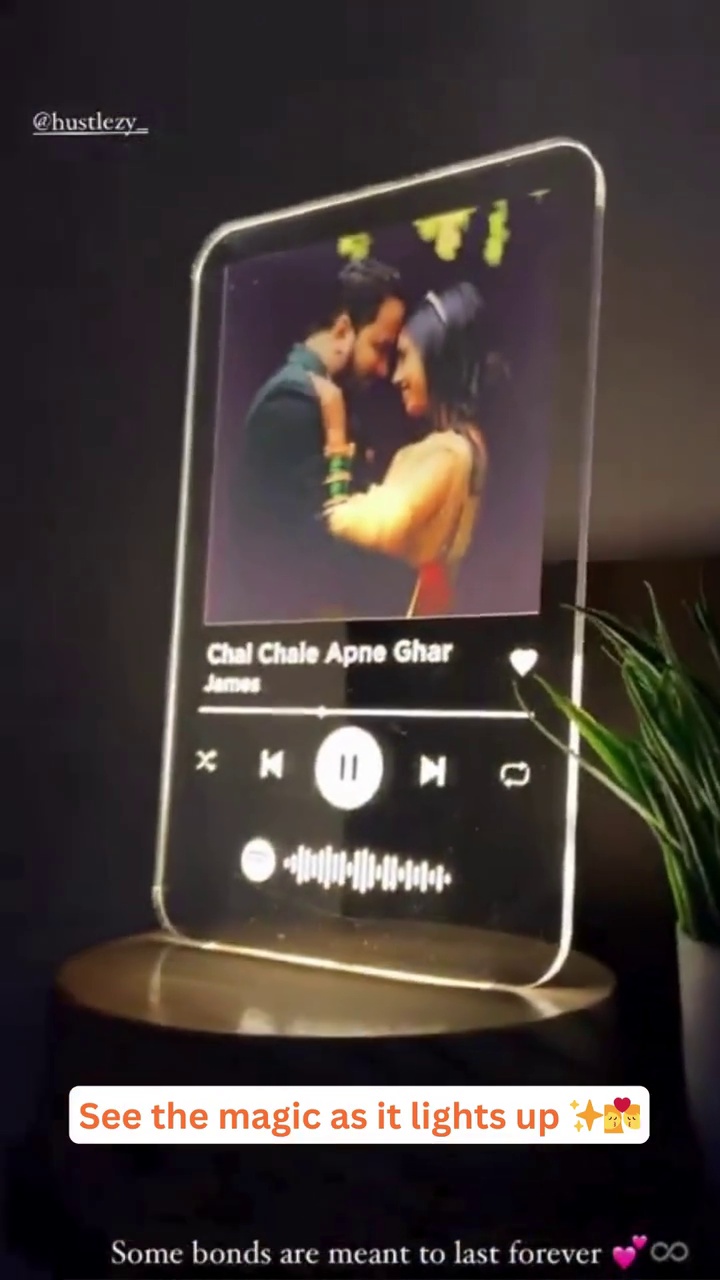 @hustlezy_
Chal Chale Apne Ghar
James
See the magic as it lights up ✨💏
Some bonds are meant to last forever 💕♾